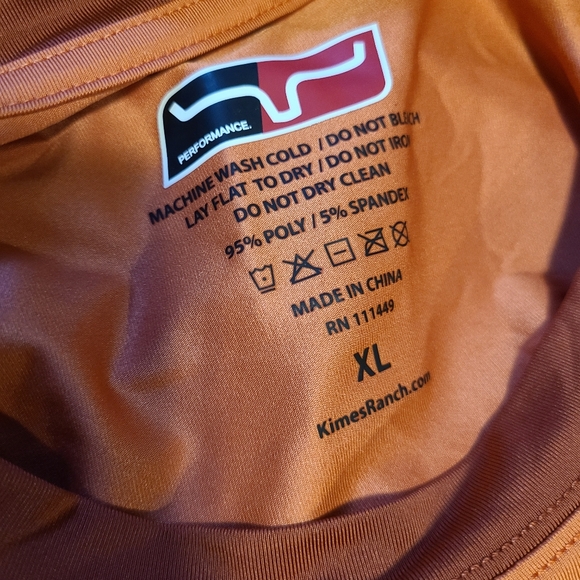 PERFORMANCE.
MACHINE WASH COLD / DO NOT BLEACH
LAY FLAT TO DRY / DO NOT IRON
DO NOT DRY CLEAN
95% POLY / 5% SPANDEX
MADE IN CHINA
RN 111449
XL
KimesRanch.com